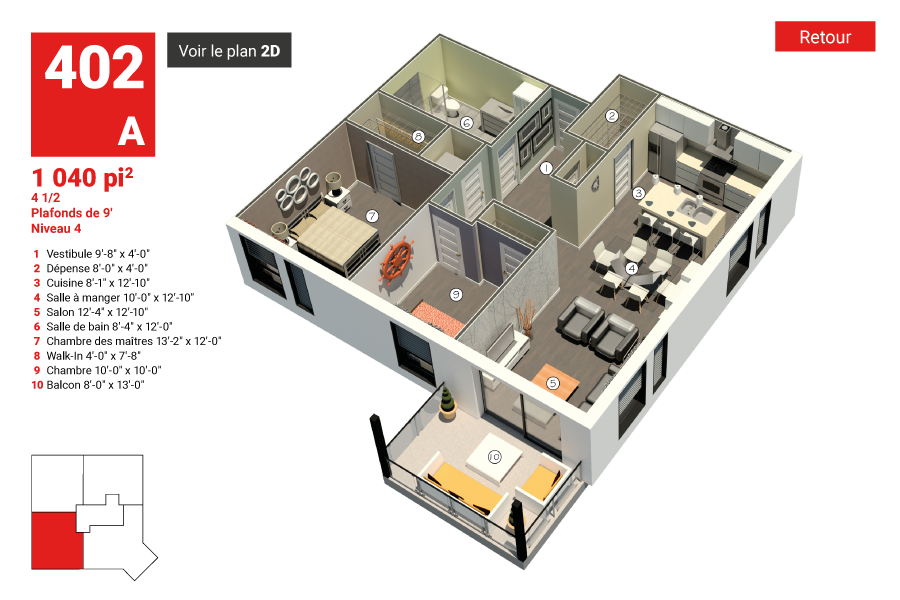 402
A
Voir le plan 2D
Retour
1 040 pi²
4 1/2
Plafonds de 9'
Niveau 4
1 Vestibule 9'-8" x 4'-0"
2 Dépense 8'-0" x 4'-0"
3 Cuisine 8'-1" x 12'-10"
4 Salle à manger 10'-0" x 12'-10"
5 Salon 12'-4" x 12'-10"
6 Salle de bain 8'-4" x 12'-0"
7 Chambre des maîtres 13'-2" x 12'-0"
8 Walk-In 4'-0" x 7'-8"
9 Chambre 10'-0" x 10'-0"
10 Balcon 8'-0" x 13'-0"
2
6
8
1
3
7
4
9
5
10